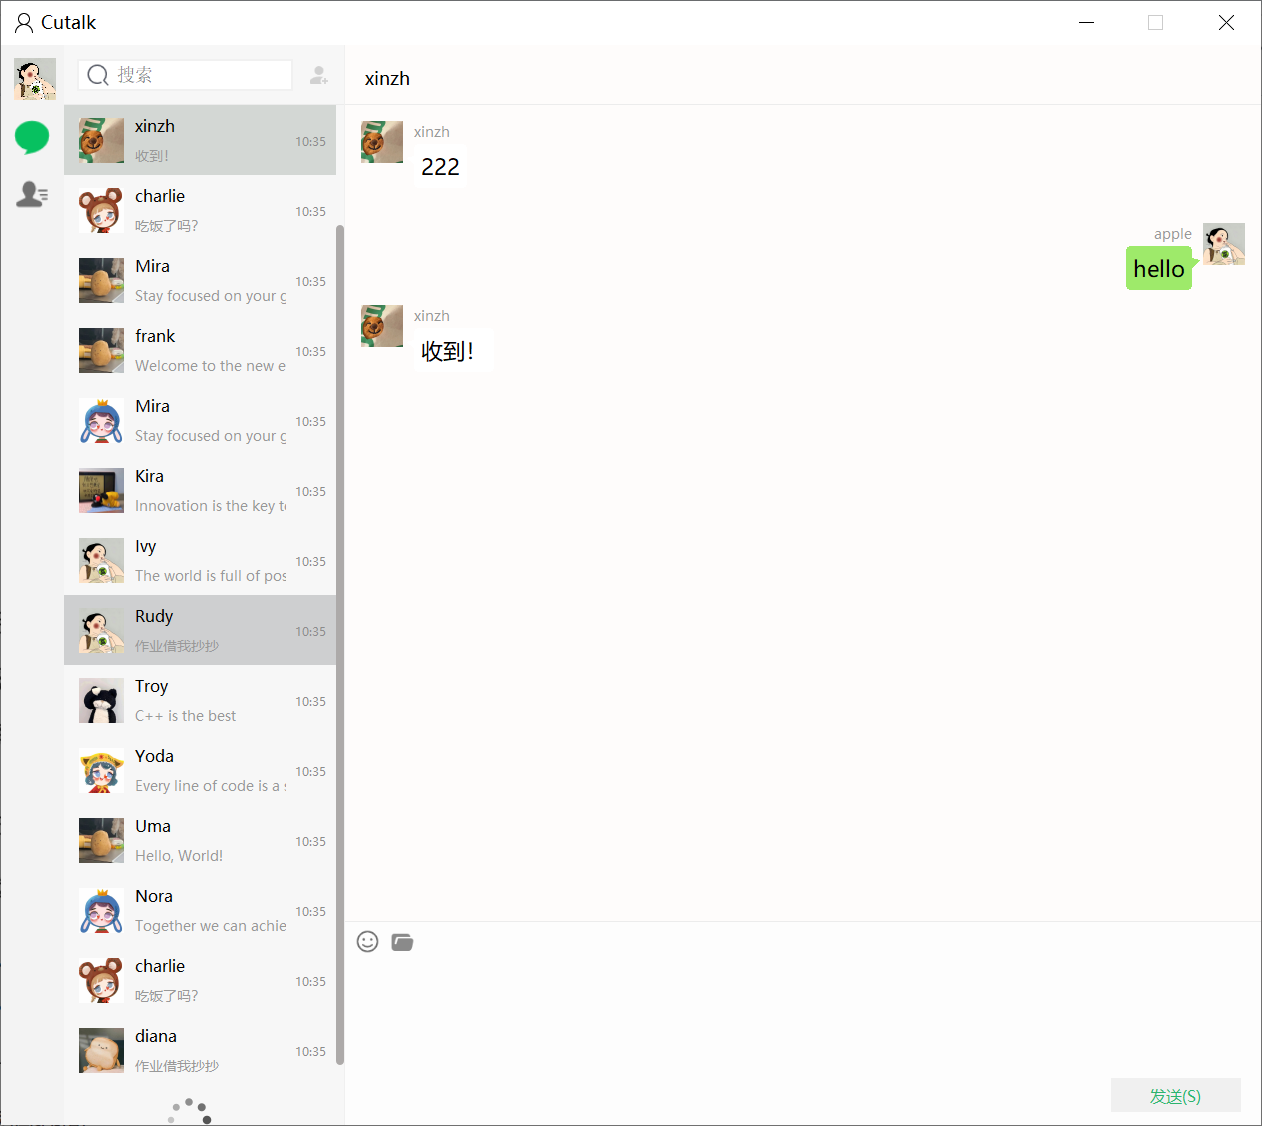 Cutalk
搜索
xinzh
收到！
10:35
charlie
吃饭了吗？
10:35
Mira
Stay focused on your g
10:35
frank
Welcome to the new e
10:35
Mira
Stay focused on your g
10:35
Kira
Innovation is the key to
10:35
Ivy
The world is full of pos
10:35
Rudy
作业借我抄抄
10:35
Troy
C++ is the best
10:35
Yoda
Every line of code is a s
10:35
Uma
Hello, World!
10:35
Nora
Together we can achie
10:35
charlie
吃饭了吗？
10:35
diana
作业借我抄抄
10:35
xinzh
xinzh
222
apple
hello
xinzh
收到！
发送(S)